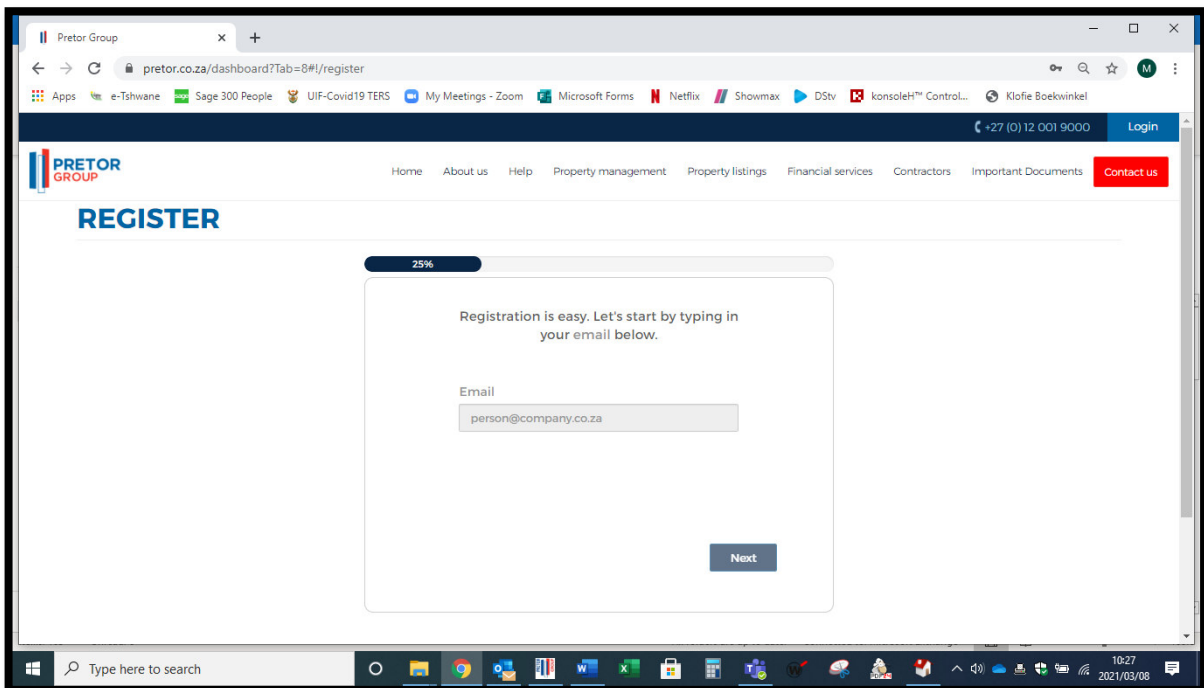 Pretor Group
pretor.co.za/dashboard?Tab=8#!/register
M
Apps e-Tshwane sage Sage 300 People UIF-Covid19 TERS My Meetings - Zoom Microsoft Forms Netflix Showmax DStv konsoleH™ Control... Klofie Boekwinkel
+27 (0) 12 001 9000 Login
PRETOR
GROUP
Home About us Help Property management Property listings Financial services Contractors Important Documents Contact us
REGISTER
25%
Registration is easy. Let's start by typing in
your email below.
Email
person@company.co.za
Next
Type here to search
10:27
2021/03/08